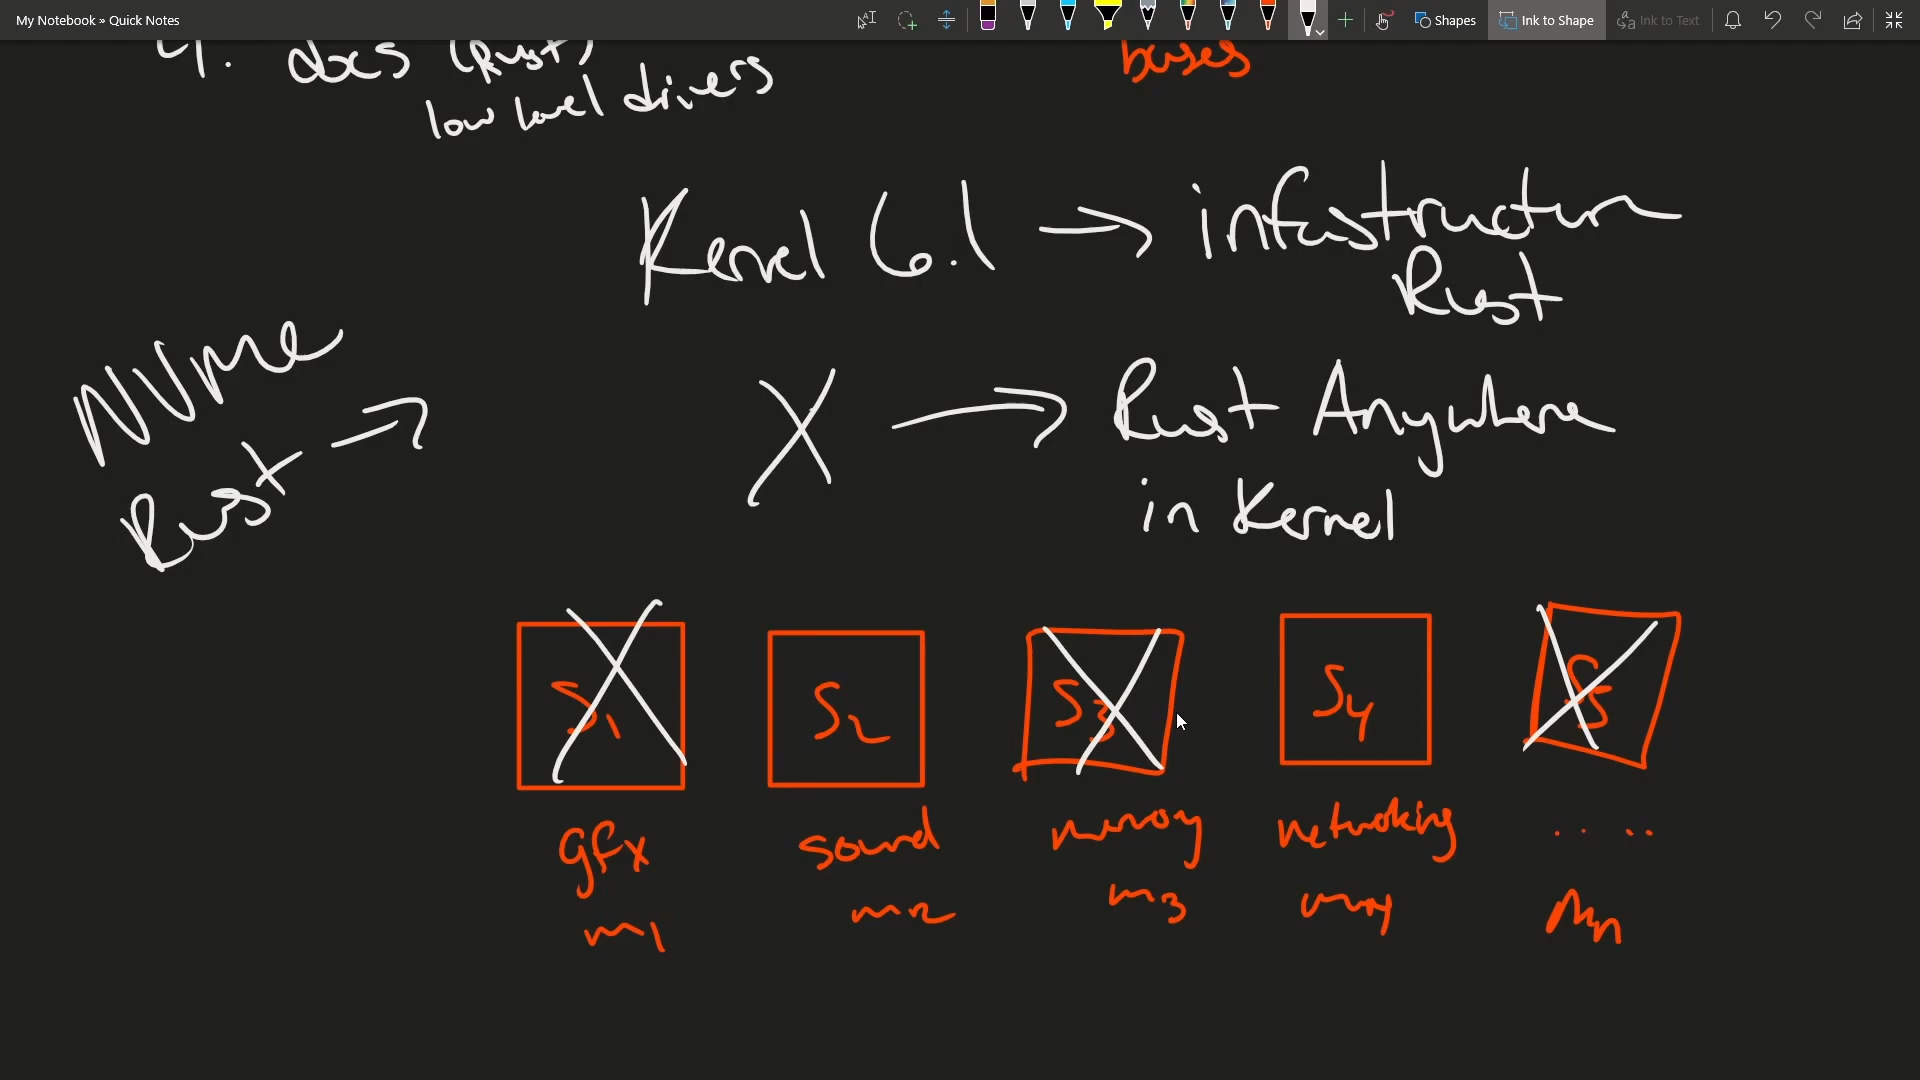 My Notebook » Quick Notes
Shapes
Ink to Shape
Ink to Text
4. docs (Rust)
low level drivers
buses
Kernel 6.1 → infastructure
Rust
NVMe
Rust →
X → Rust Anywhere
in Kernel
S1 S2 S3 S4 S5
gfx sound memory networking .....
m1 m2 m3 m4 Mn